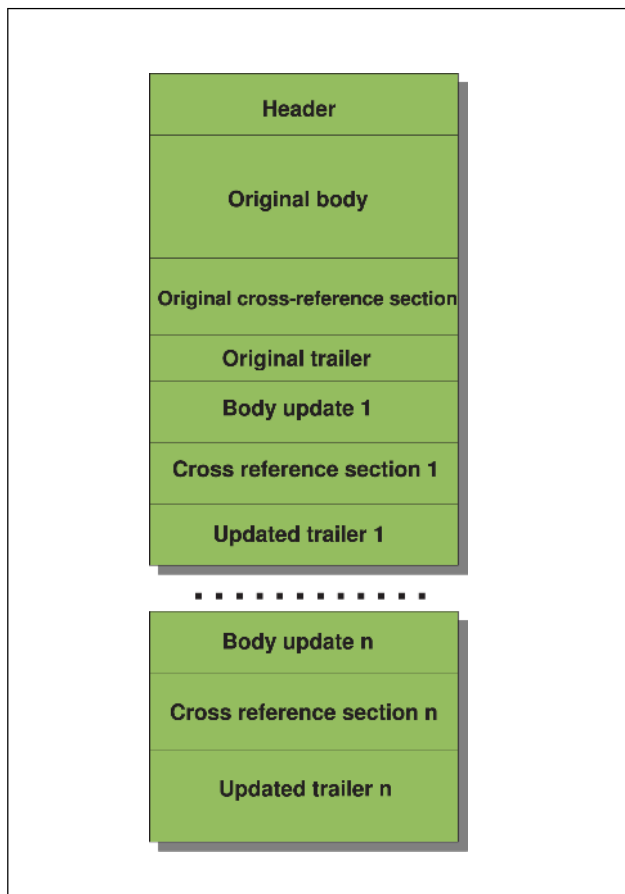 Header
Original body
Original cross-reference section
Original trailer
Body update 1
Cross reference section 1
Updated trailer 1
Body update n
Cross reference section n
Updated trailer n